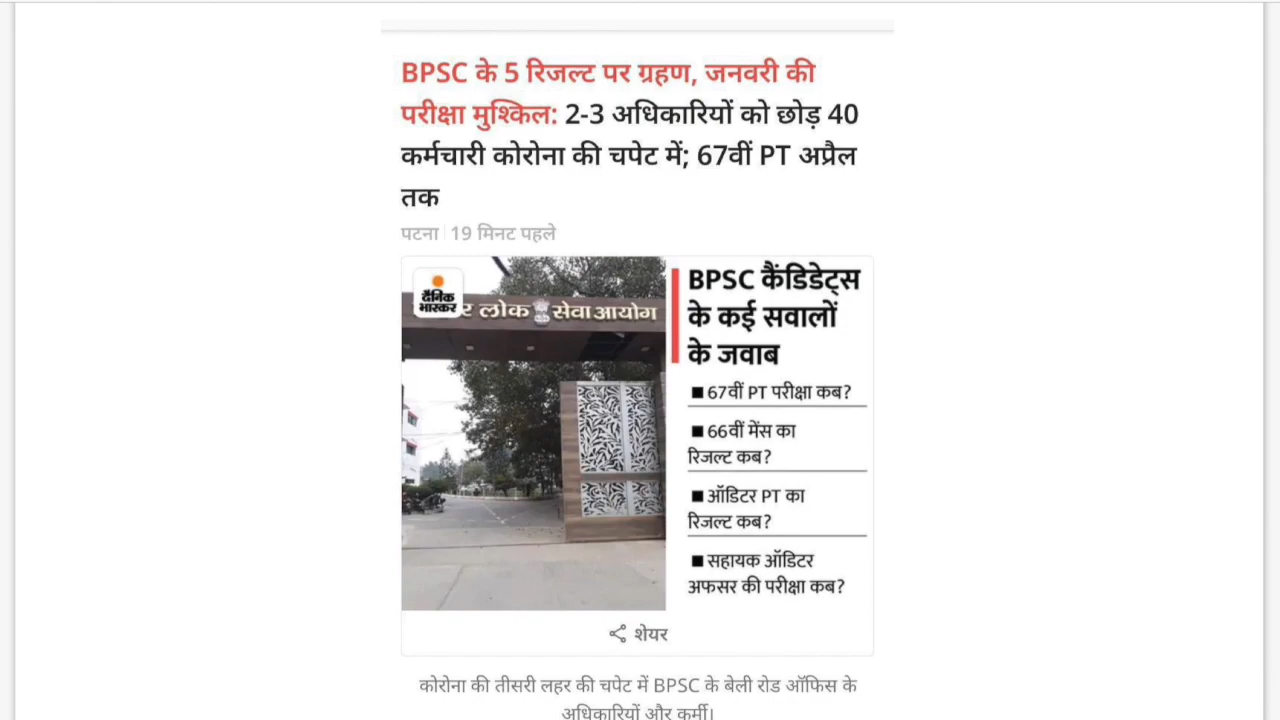 BPSC के 5 रिजल्ट पर ग्रहण, जनवरी की
परीक्षा मुश्किल: 2-3 अधिकारियों को छोड़ 40
कर्मचारी कोरोना की चपेट में; 67वीं PT अप्रैल
तक
पटना 19 मिनट पहले
दैनिक
भास्कर
लोक सेवा आयोग
BPSC कैंडिडेट्स
के कई सवालों
के जवाब
■ 67वीं PT परीक्षा कब?
■ 66वीं मेंस का
रिजल्ट कब?
■ ऑडिटर PT का
रिजल्ट कब?
■ सहायक ऑडिटर
अफसर की परीक्षा कब?
शेयर
कोरोना की तीसरी लहर की चपेट में BPSC के बेली रोड ऑफिस के
अधिकारियों और कर्मी।